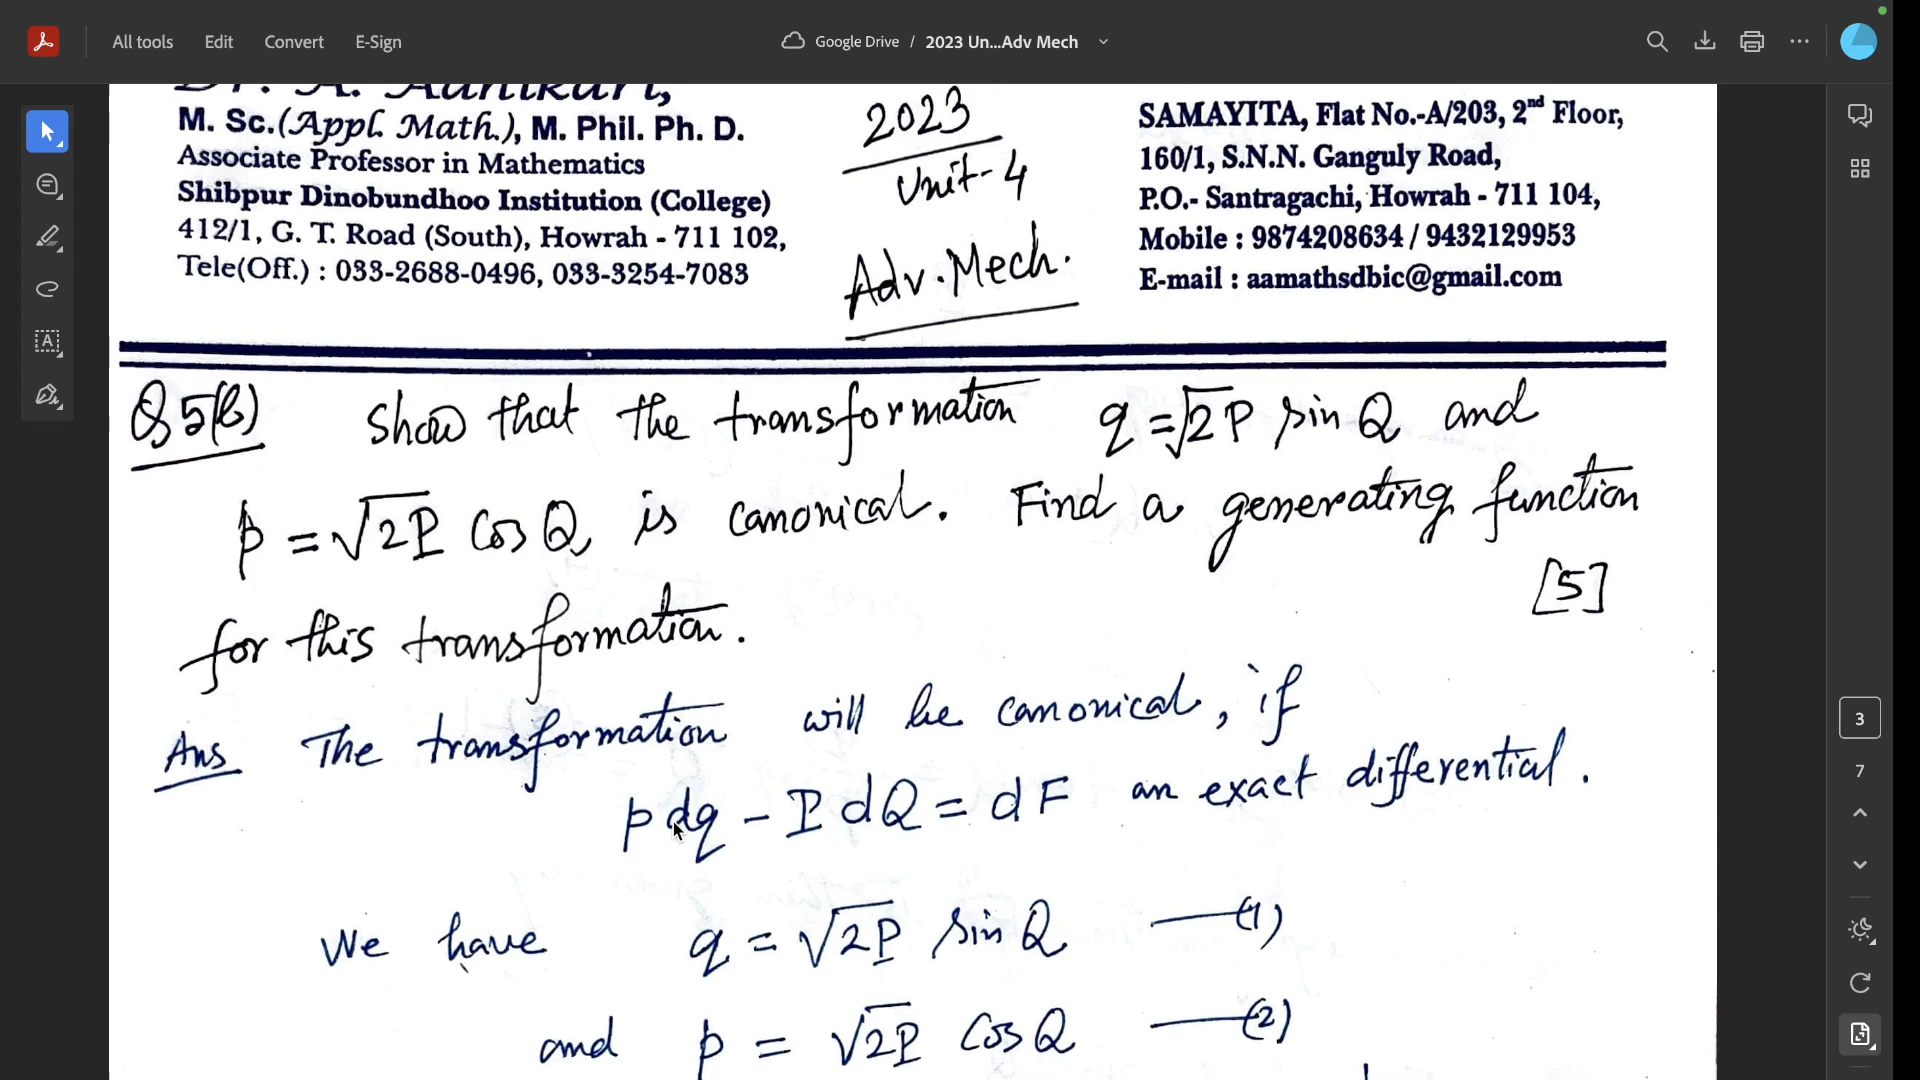 All tools Edit Convert E-Sign Google Drive / 2023 Un...Adv Mech
Dr. A. Adhikari,
M. Sc.(Appl. Math.), M. Phil. Ph. D.
Associate Professor in Mathematics
Shibpur Dinobundhoo Institution (College)
412/1, G. T. Road (South), Howrah - 711 102,
Tele(Off.) : 033-2688-0496, 033-3254-7083
2023
Unit-4
Adv. Mech.
SAMAYITA, Flat No.-A/203, 2nd Floor,
160/1, S.N.N. Ganguly Road,
P.O.- Santragachi, Howrah - 711 104,
Mobile : 9874208634 / 9432129953
E-mail : aamathsdbic@gmail.com
Q5(b) Show that the transformation q = √2P sin Q and
p = √2P Cos Q is canonical. Find a generating function
for this transformation. [5]
Ans The transformation will be canonical, if
p dq - P dQ = dF an exact differential.
We have q = √2P sin Q —(1)
and p = √2P Cos Q —(2)
3
7